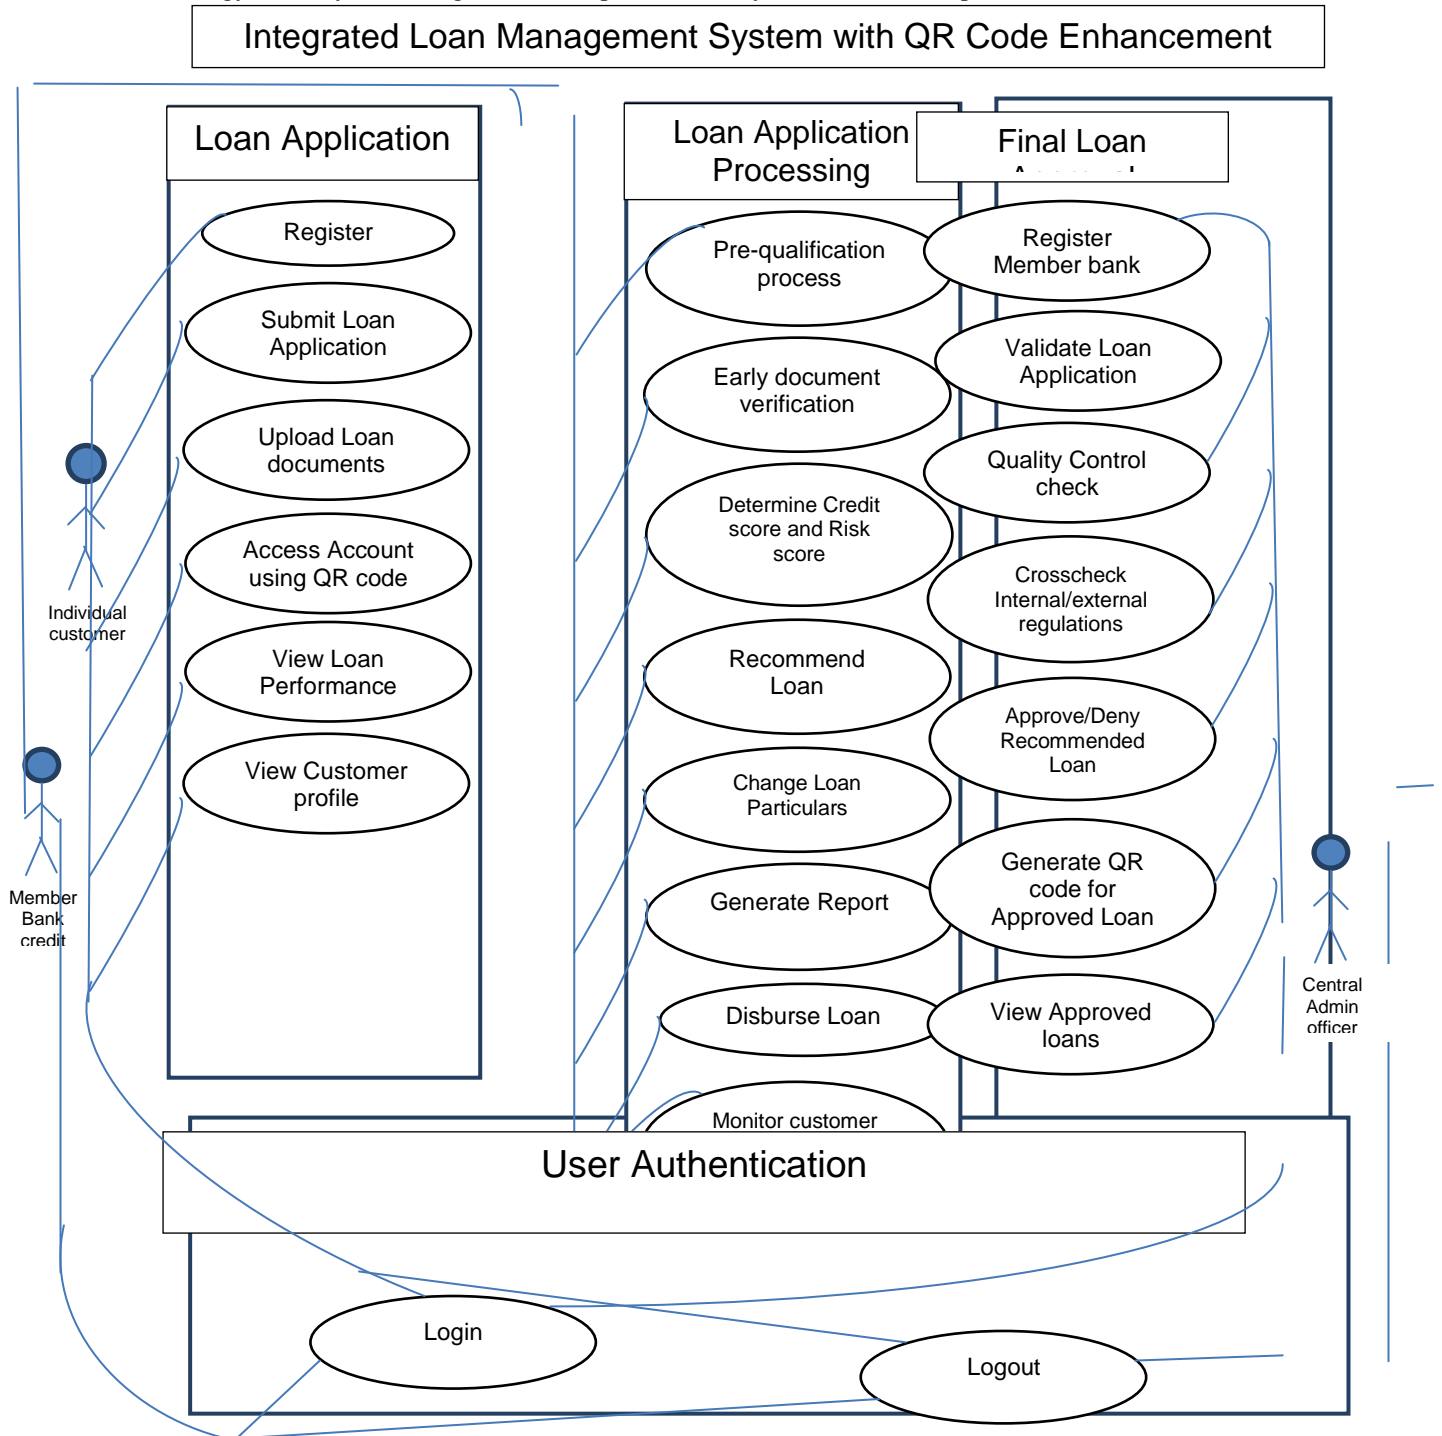 Integrated Loan Management System with QR Code Enhancement
Loan Application
Register
Submit Loan
Application
Upload Loan
documents
Access Account
using QR code
View Loan
Performance
View Customer
profile
Loan Application
Processing
Pre-qualification
process
Early document
verification
Determine Credit
score and Risk
score
Recommend
Loan
Change Loan
Particulars
Generate Report
Disburse Loan
Monitor customer
Final Loan
Register
Member bank
Validate Loan
Application
Quality Control
check
Crosscheck
Internal/external
regulations
Approve/Deny
Recommended
Loan
Generate QR
code for
Approved Loan
View Approved
loans
Individual
customer
Member
Bank
credit
Central
Admin
officer
User Authentication
Login
Logout